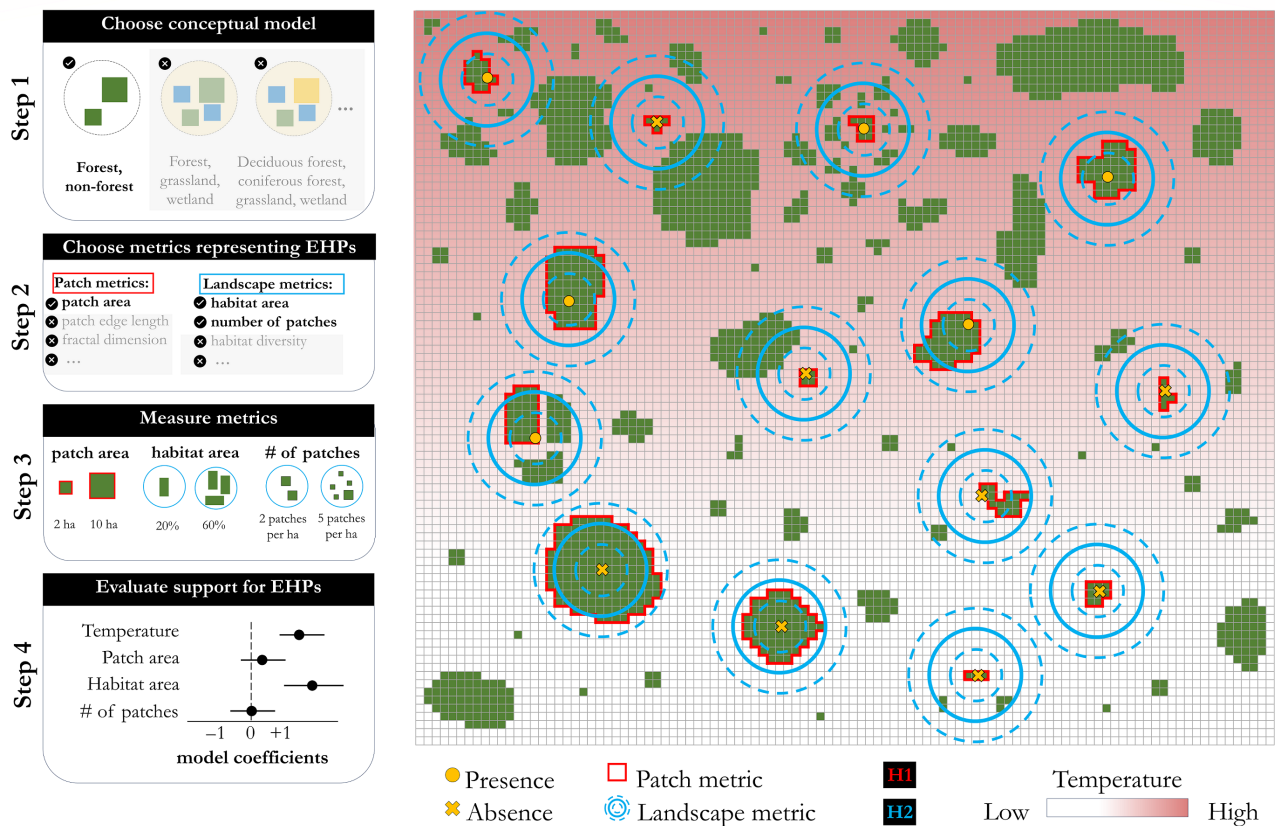 Step 1
Choose conceptual model
Forest,
non-forest
Forest,
grassland,
wetland
Deciduous forest,
coniferous forest,
grassland, wetland
...
Step 2
Choose metrics representing EHPs
Patch metrics:
patch area
patch edge length
fractal dimension
...
Landscape metrics:
habitat area
number of patches
habitat diversity
...
Step 3
Measure metrics
patch area
2 ha
10 ha
habitat area
20%
60%
# of patches
2 patches
per ha
5 patches
per ha
Step 4
Evaluate support for EHPs
Temperature
Patch area
Habitat area
# of patches
−1
0
+1
model coefficients
Presence
Absence
Patch metric
Landscape metric
H1
H2
Temperature
Low
High